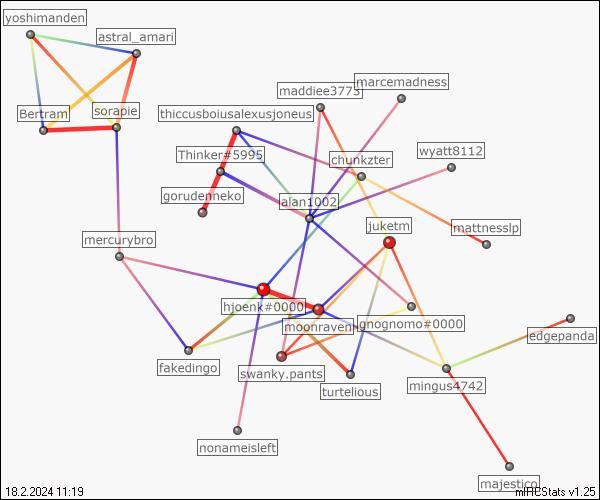 yoshimanden
astral_amari
maddiee3773
marcemadness
Bertram
sorapie
thiccusboiusalexusjoneus
Thinker#5995
chunkzter
wyatt8112
gorudenneko
alan1002
juketm
mattnesslp
mercurybro
hjoenk#0000
moonraven
gnognomo#0000
edgepanda
fakedingo
swanky.pants
turtelious
mingus4742
nonameisleft
majestico
18.2.2024 11:19
mIRCStats v1.25